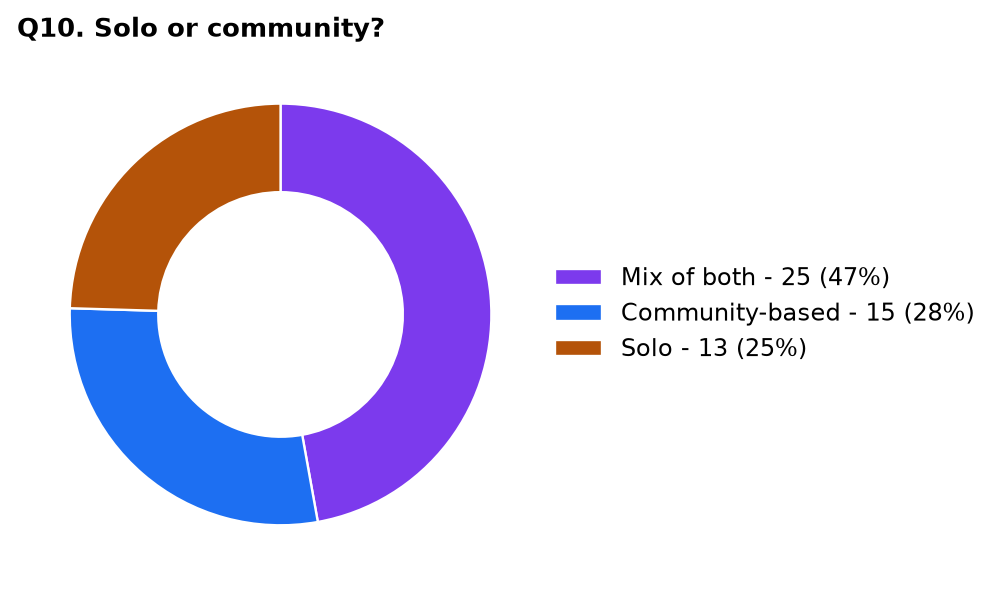 Q10. Solo or community?
Mix of both - 25 (47%)
Community-based - 15 (28%)
Solo - 13 (25%)